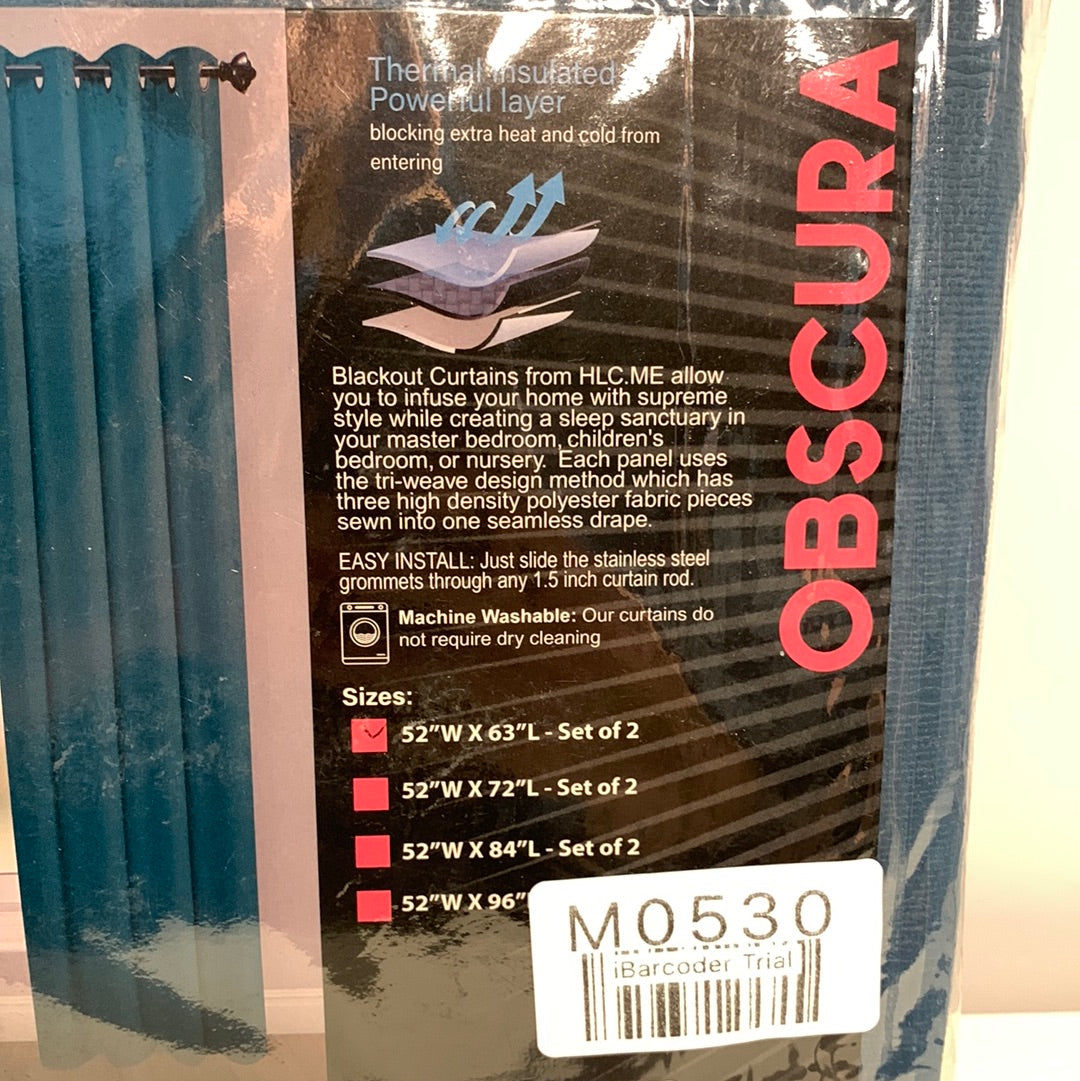 Thermal Insulated
Powerful layer
blocking extra heat and cold from
entering
OBSCURA
Blackout Curtains from HLC.ME allow
you to infuse your home with supreme
style while creating a sleep sanctuary in
your master bedroom, children's
bedroom, or nursery. Each panel uses
the tri-weave design method which has
three high density polyester fabric pieces
sewn into one seamless drape.
EASY INSTALL: Just slide the stainless steel
grommets through any 1.5 inch curtain rod.
Machine Washable: Our curtains do
not require dry cleaning
Sizes:
52"W X 63"L - Set of 2
52"W X 72"L - Set of 2
52"W X 84"L - Set of 2
52"W X 96"
M0530
iBarcoder Trial